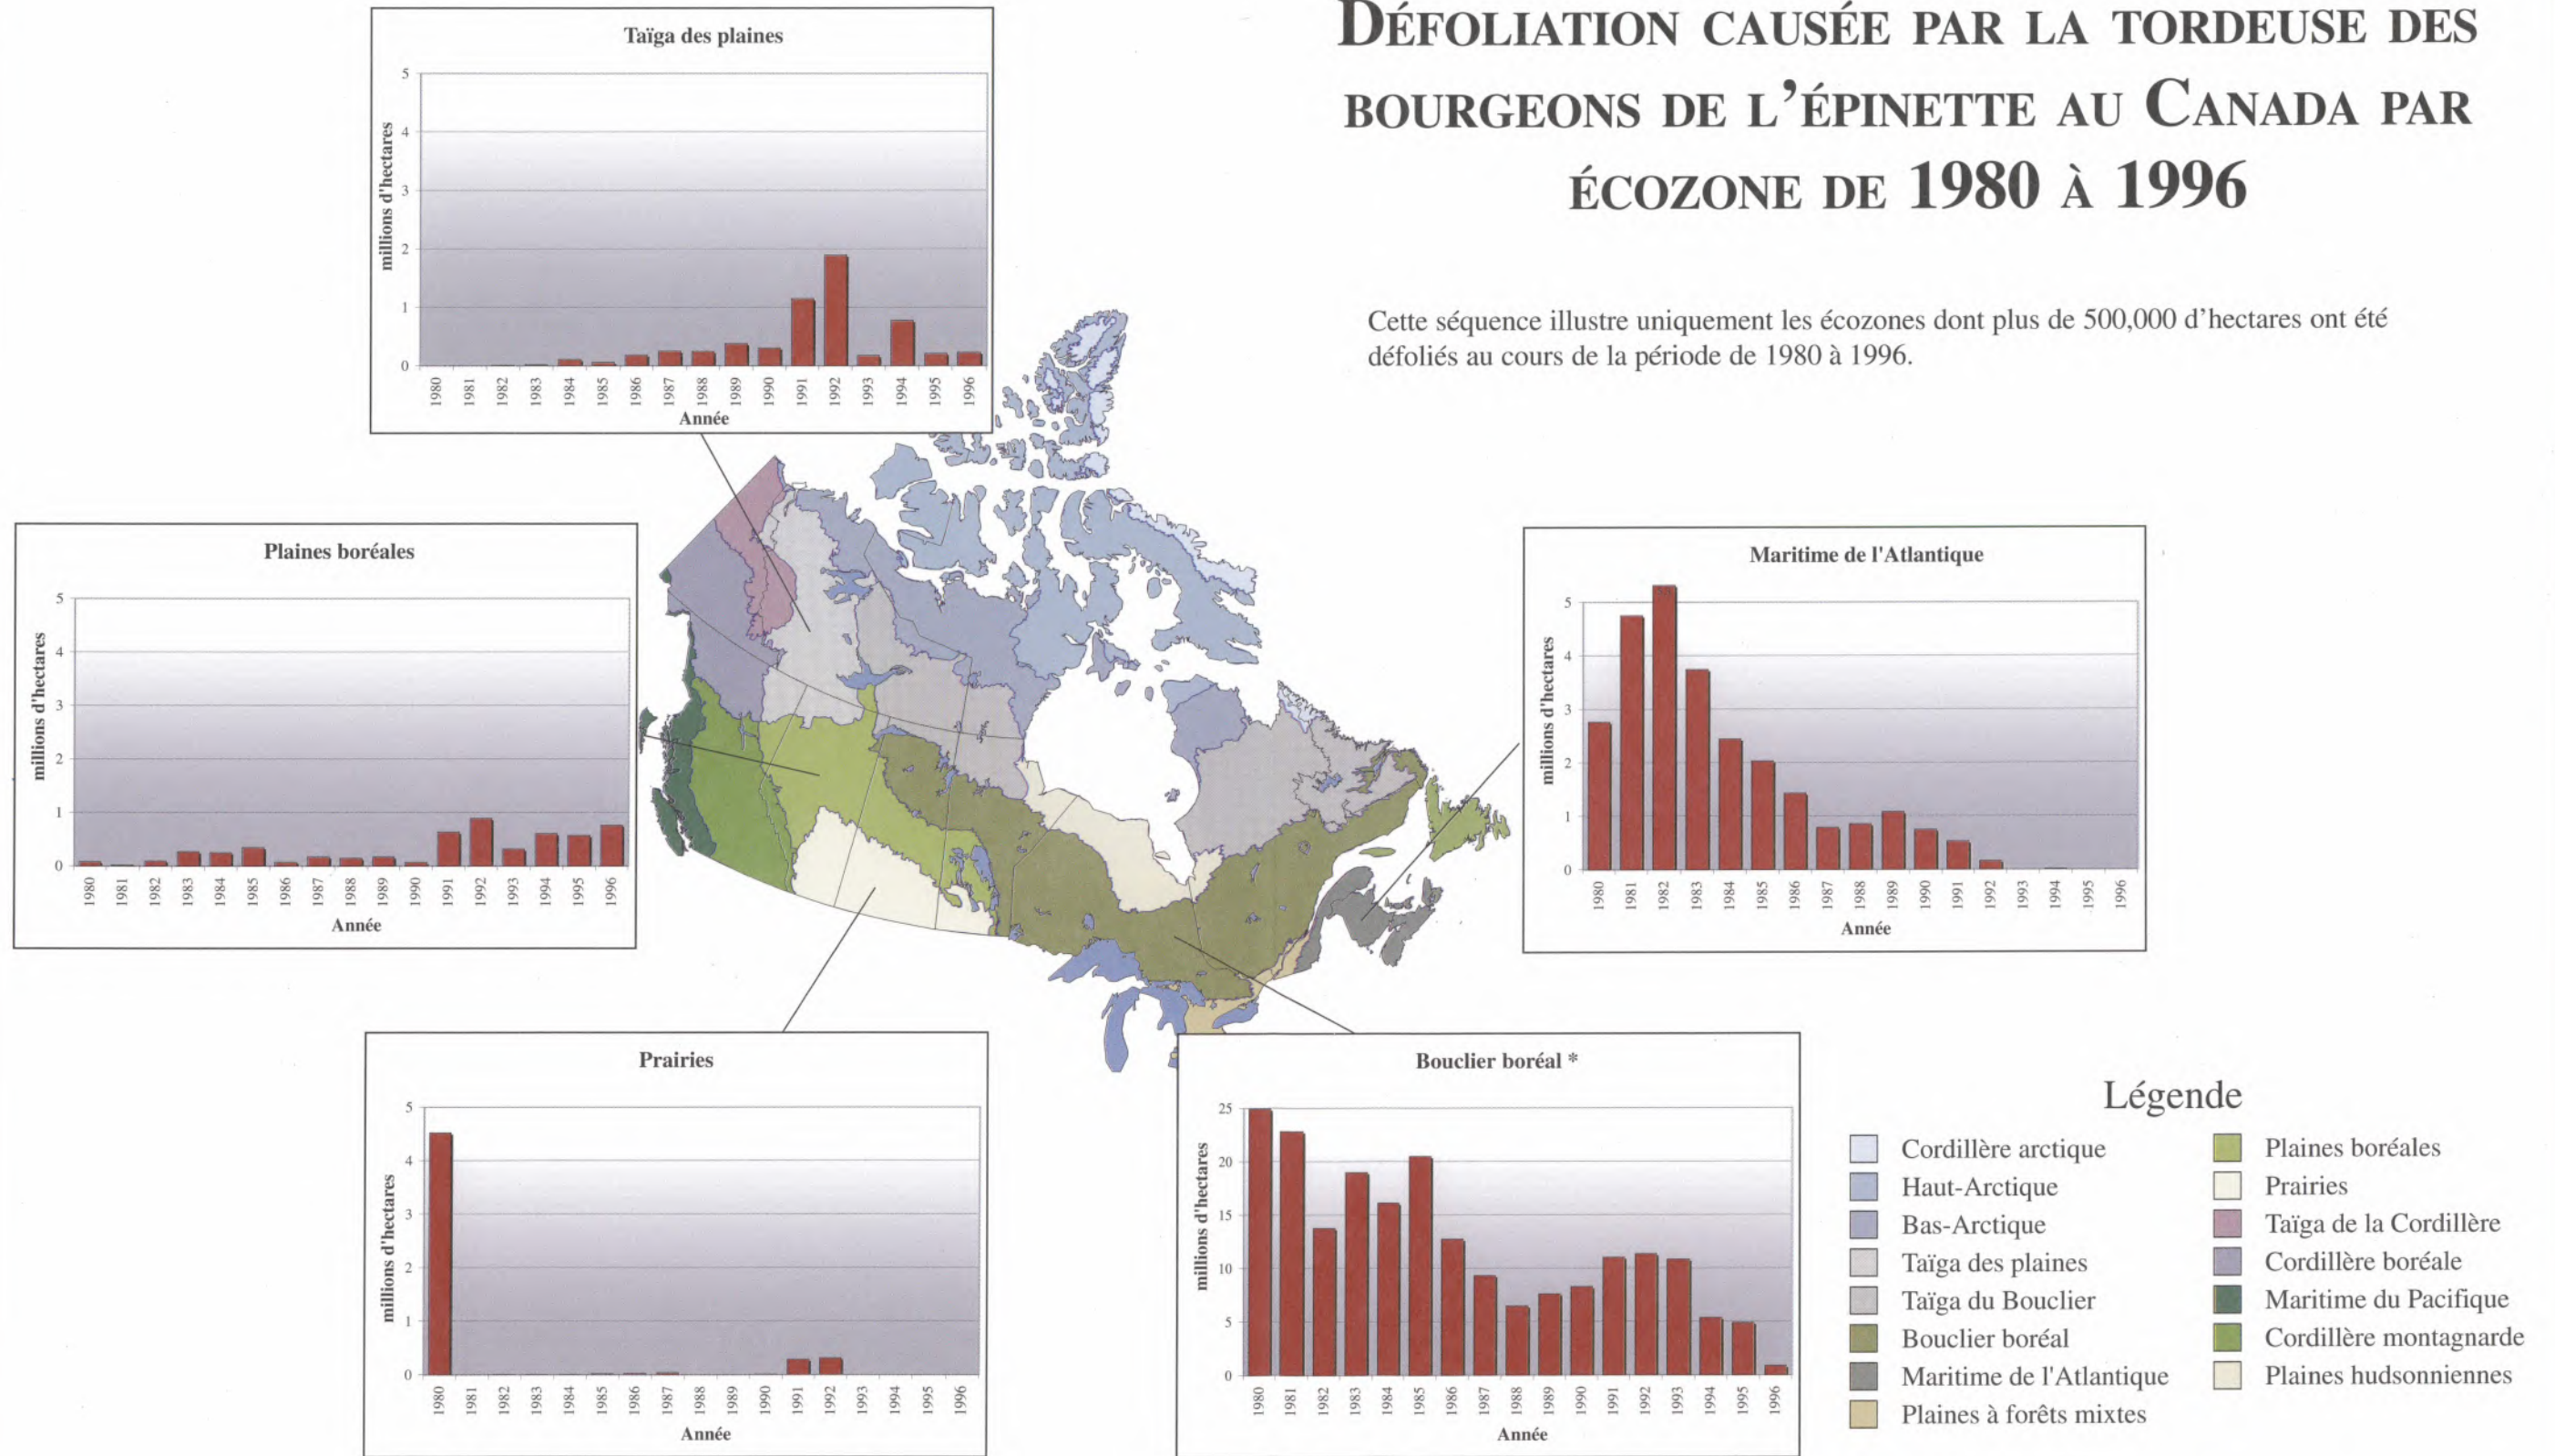 DÉFOLIATION CAUSÉE PAR LA TORDEUSE DES
BOURGEONS DE L'ÉPINETTE AU CANADA PAR
ÉCOZONE DE 1980 À 1996
Cette séquence illustre uniquement les écozones dont plus de 500,000 d'hectares ont été
défoliés au cours de la période de 1980 à 1996.
Taïga des plaines
millions d'hectares
5
4
3
2
1
0
1980 1981 1982 1983 1984 1985 1986 1987 1988 1989 1990 1991 1992 1993 1994 1995 1996
Année
Plaines boréales
millions d'hectares
5
4
3
2
1
0
1980 1981 1982 1983 1984 1985 1986 1987 1988 1989 1990 1991 1992 1993 1994 1995 1996
Année
Maritime de l'Atlantique
millions d'hectares
5
4
3
2
1
0
1980 1981 1982 1983 1984 1985 1986 1987 1988 1989 1990 1991 1992 1993 1994 1995 1996
Année
Prairies
millions d'hectares
5
4
3
2
1
0
1980 1981 1982 1983 1984 1985 1986 1987 1988 1989 1990 1991 1992 1993 1994 1995 1996
Année
Bouclier boréal *
millions d'hectares
25
20
15
10
5
0
1980 1981 1982 1983 1984 1985 1986 1987 1988 1989 1990 1991 1992 1993 1994 1995 1996
Année
Légende
Cordillère arctique
Haut-Arctique
Bas-Arctique
Taïga des plaines
Taïga du Bouclier
Bouclier boréal
Maritime de l'Atlantique
Plaines à forêts mixtes
Plaines boréales
Prairies
Taïga de la Cordillère
Cordillère boréale
Maritime du Pacifique
Cordillère montagnarde
Plaines hudsonniennes